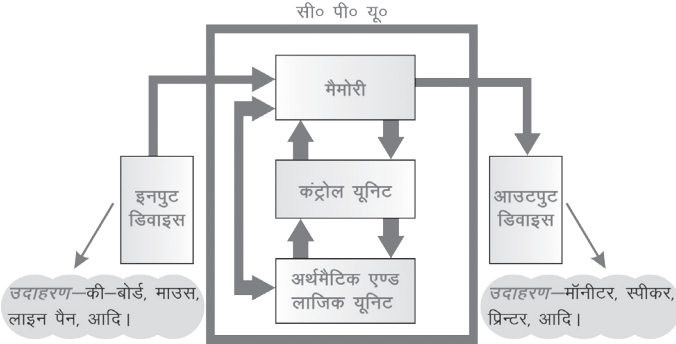 सी० पी० यू०
मैमोरी
इनपुट
डिवाइस
कंट्रोल यूनिट
आउटपुट
डिवाइस
अर्थमैटिक एण्ड
लाजिक यूनिट
उदाहरण—की–बोर्ड, माउस,
लाइन पैन, आदि।
उदाहरण—मॉनीटर, स्पीकर,
प्रिन्टर, आदि।